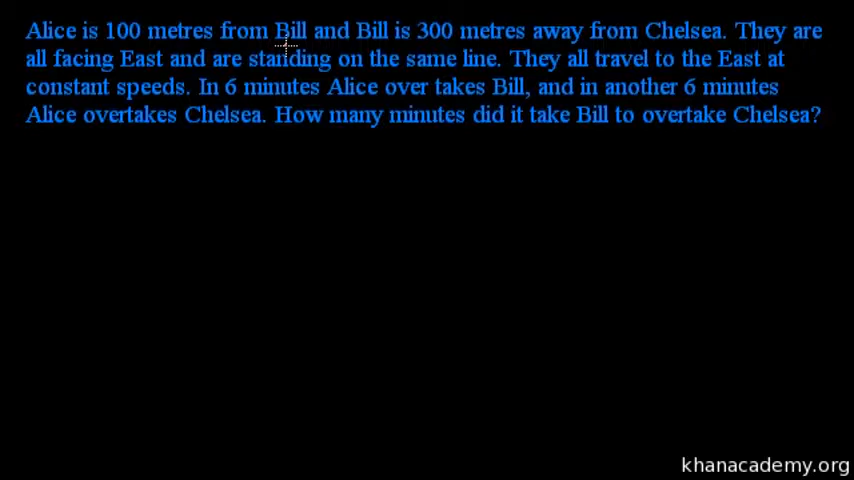 Alice is 100 metres from Bill and Bill is 300 metres away from Chelsea. They are
all facing East and are standing on the same line. They all travel to the East at
constant speeds. In 6 minutes Alice over takes Bill, and in another 6 minutes
Alice overtakes Chelsea. How many minutes did it take Bill to overtake Chelsea?
khanacademy.org